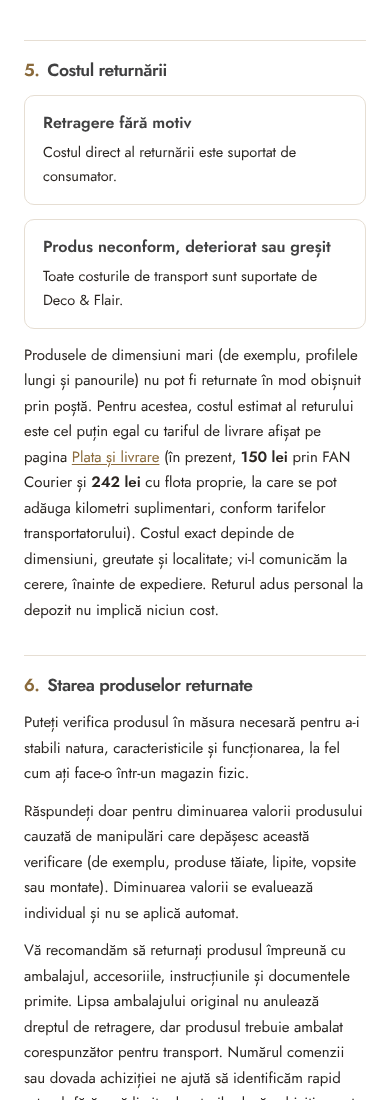 5. Costul returnării
Retragere fără motiv
Costul direct al returnării este suportat de
consumator.
Produs neconform, deteriorat sau greșit
Toate costurile de transport sunt suportate de
Deco & Flair.
Produsele de dimensiuni mari (de exemplu, profilele
lungi și panourile) nu pot fi returnate în mod obișnuit
prin poștă. Pentru acestea, costul estimat al returului
este cel puțin egal cu tariful de livrare afișat pe
pagina Plata și livrare (în prezent, 150 lei prin FAN
Courier și 242 lei cu flota proprie, la care se pot
adăuga kilometri suplimentari, conform tarifelor
transportatorului). Costul exact depinde de
dimensiuni, greutate și localitate; vi-l comunicăm la
cerere, înainte de expediere. Returul adus personal la
depozit nu implică niciun cost.
6. Starea produselor returnate
Puteți verifica produsul în măsura necesară pentru a-i
stabili natura, caracteristicile și funcționarea, la fel
cum ați face-o într-un magazin fizic.
Răspundeți doar pentru diminuarea valorii produsului
cauzată de manipulări care depășesc această
verificare (de exemplu, produse tăiate, lipite, vopsite
sau montate). Diminuarea valorii se evaluează
individual și nu se aplică automat.
Vă recomandăm să returnați produsul împreună cu
ambalajul, accesoriile, instrucțiunile și documentele
primite. Lipsa ambalajului original nu anulează
dreptul de retragere, dar produsul trebuie ambalat
corespunzător pentru transport. Numărul comenzii
sau dovada achiziției ne ajută să identificăm rapid